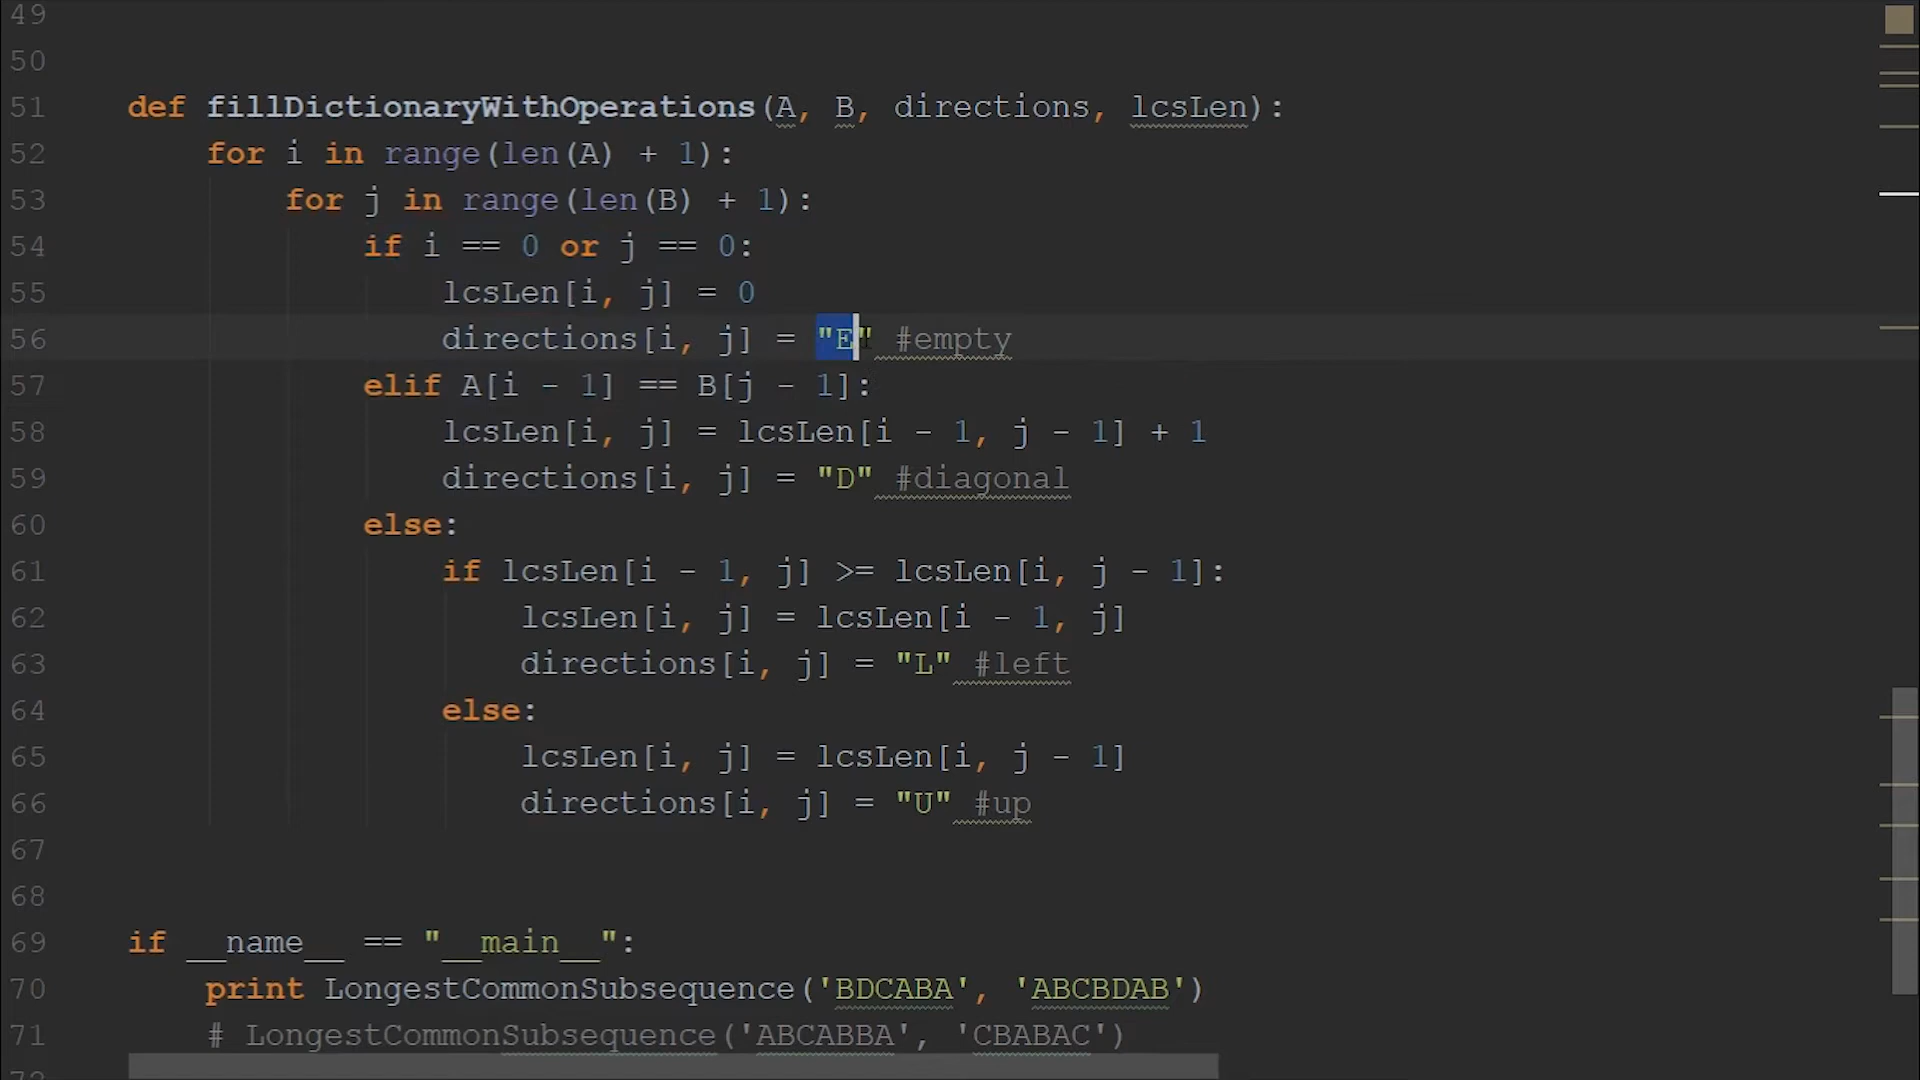 49
50
51 def fillDictionaryWithOperations(A, B, directions, lcsLen):
52 for i in range(len(A) + 1):
53 for j in range(len(B) + 1):
54 if i == 0 or j == 0:
55 lcsLen[i, j] = 0
56 directions[i, j] = "E" #empty
57 elif A[i - 1] == B[j - 1]:
58 lcsLen[i, j] = lcsLen[i - 1, j - 1] + 1
59 directions[i, j] = "D" #diagonal
60 else:
61 if lcsLen[i - 1, j] >= lcsLen[i, j - 1]:
62 lcsLen[i, j] = lcsLen[i - 1, j]
63 directions[i, j] = "L" #left
64 else:
65 lcsLen[i, j] = lcsLen[i, j - 1]
66 directions[i, j] = "U" #up
67
68
69 if __name__ == "__main__":
70 print LongestCommonSubsequence('BDCABA', 'ABCBDAB')
71 # LongestCommonSubsequence('ABCABBA', 'CBABAC')